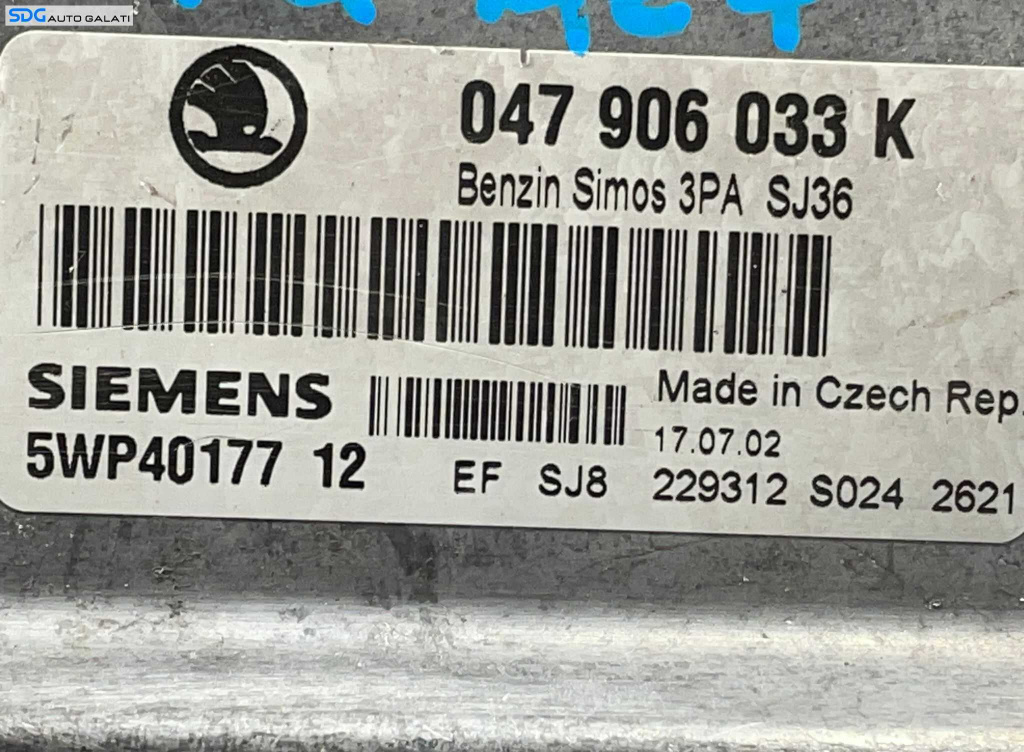 SDG AUTO GALATI
047 906 033 K
Benzin Simos 3PA SJ36
SIEMENS
5WP40177 12
Made in Czech Rep.
17.07.02
EF SJ8 229312 S024 2621